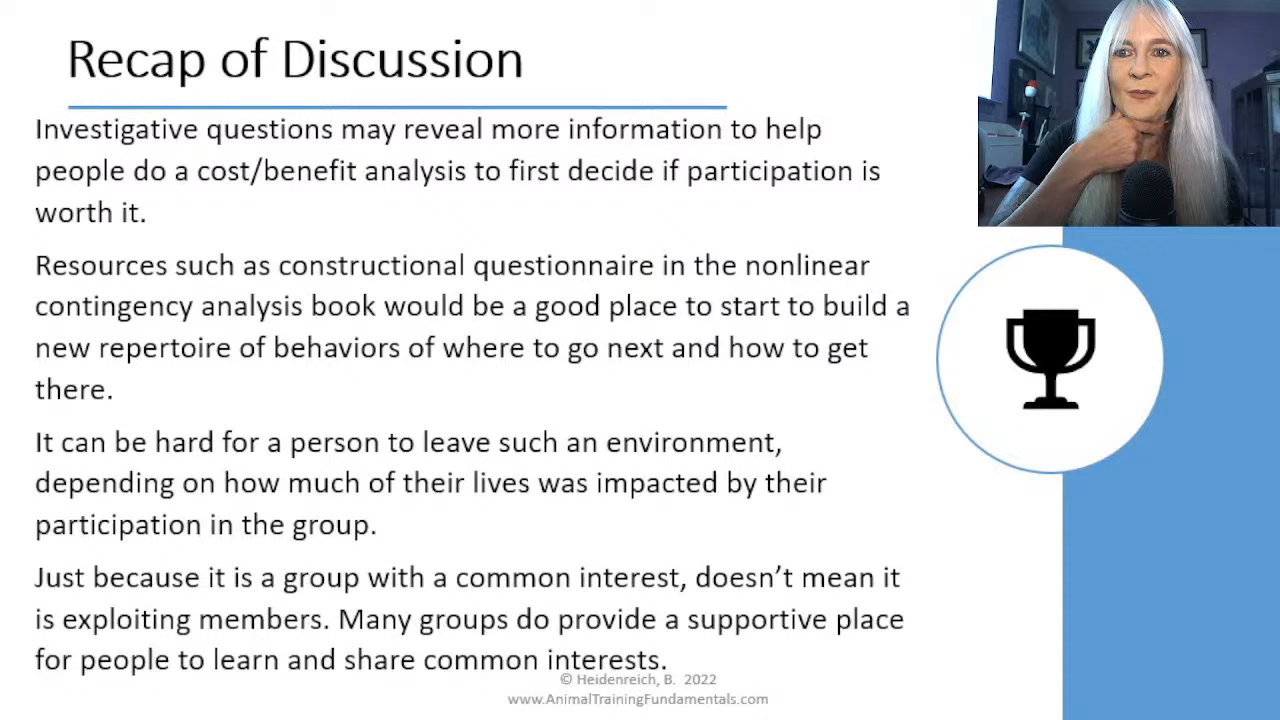 Recap of Discussion
Investigative questions may reveal more information to help
people do a cost/benefit analysis to first decide if participation is
worth it.
Resources such as constructional questionnaire in the nonlinear
contingency analysis book would be a good place to start to build a
new repertoire of behaviors of where to go next and how to get
there.
It can be hard for a person to leave such an environment,
depending on how much of their lives was impacted by their
participation in the group.
Just because it is a group with a common interest, doesn’t mean it
is exploiting members. Many groups do provide a supportive place
for people to learn and share common interests.
© Heidenreich, B. 2022
www.AnimalTrainingFundamentals.com